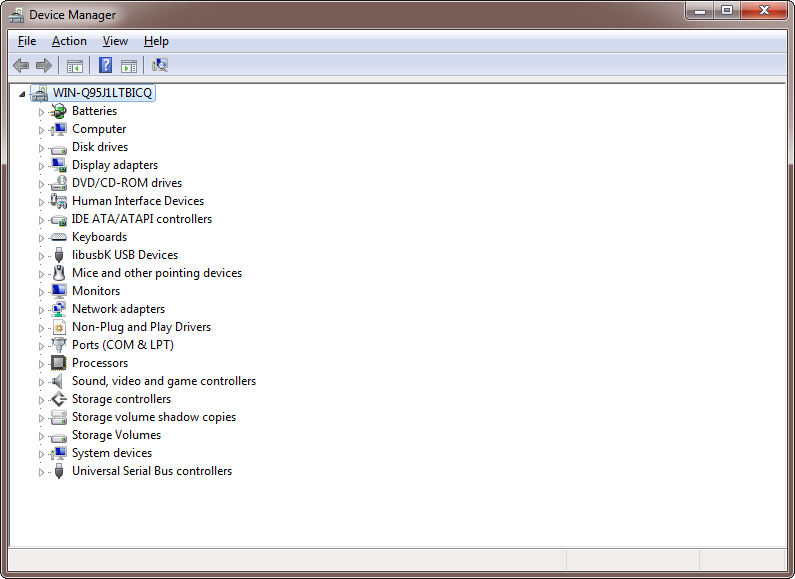 Device Manager
File Action View Help
WIN-Q95J1LTBICQ
Batteries
Computer
Disk drives
Display adapters
DVD/CD-ROM drives
Human Interface Devices
IDE ATA/ATAPI controllers
Keyboards
libusbK USB Devices
Mice and other pointing devices
Monitors
Network adapters
Non-Plug and Play Drivers
Ports (COM & LPT)
Processors
Sound, video and game controllers
Storage controllers
Storage volume shadow copies
Storage Volumes
System devices
Universal Serial Bus controllers